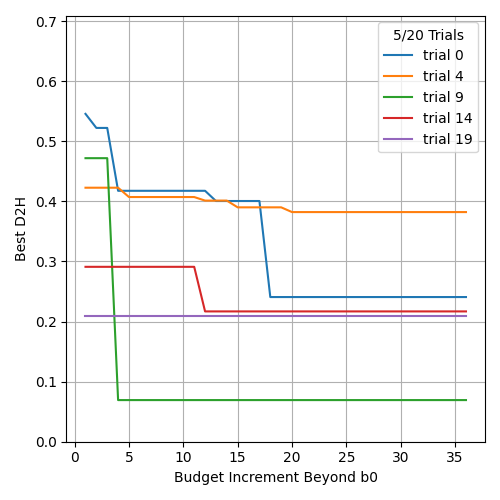 0.7
0.6
0.5
0.4
0.3
0.2
0.1
0.0
Best D2H
5/20 Trials
trial 0
trial 4
trial 9
trial 14
trial 19
0 5 10 15 20 25 30 35
Budget Increment Beyond b0